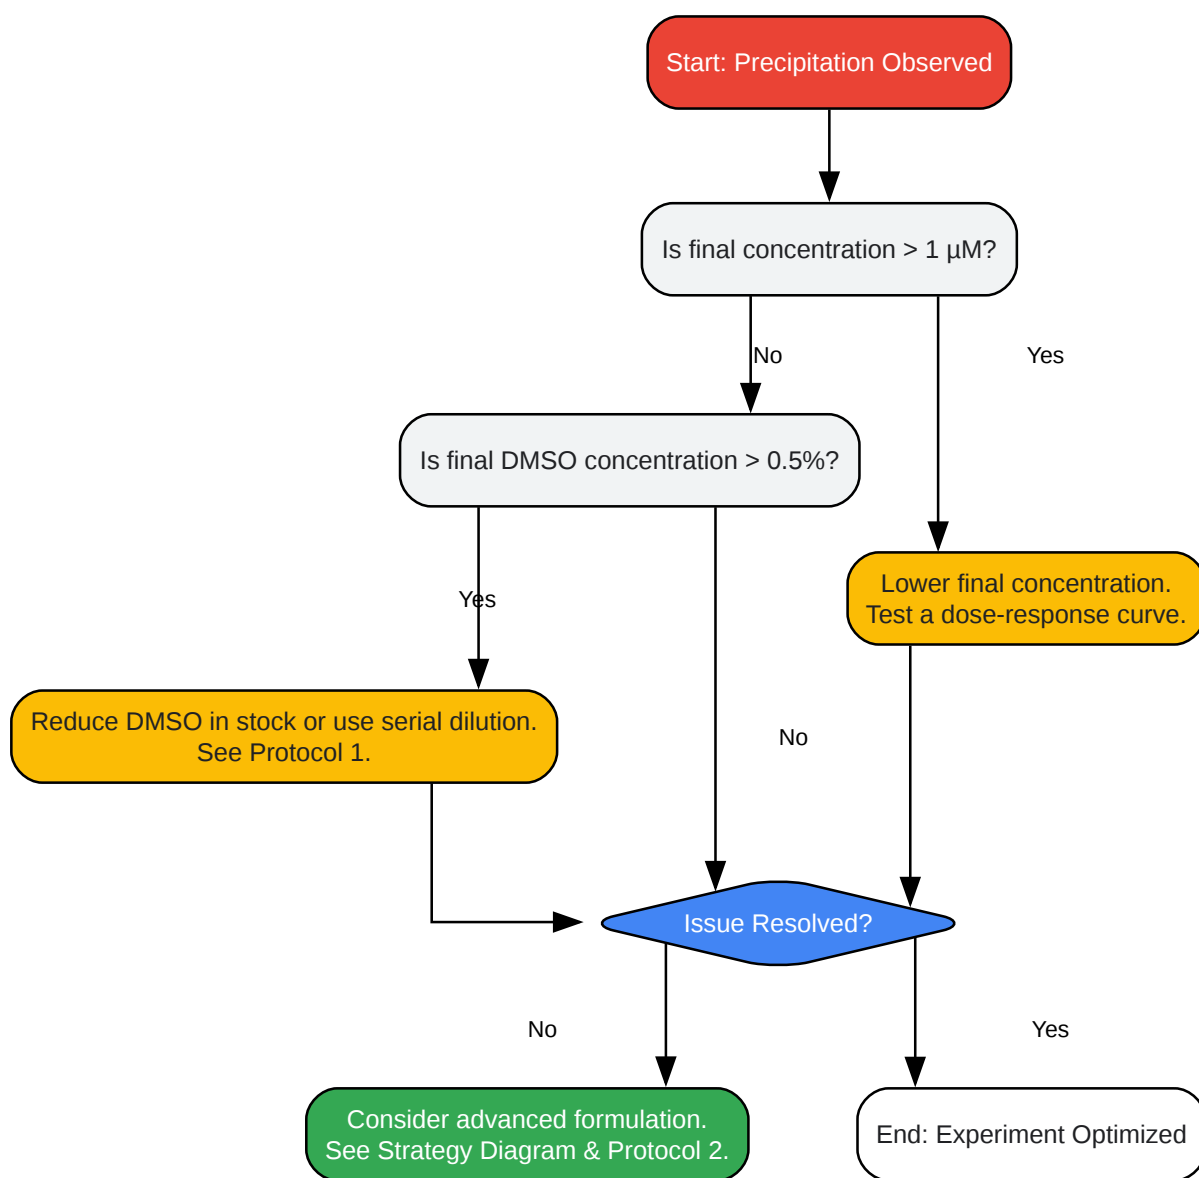 Start: Precipitation Observed
Is final concentration > 1 µM?
No
Yes
Is final DMSO concentration > 0.5%?
Yes
Lower final concentration.
Test a dose-response curve.
Reduce DMSO in stock or use serial dilution.
See Protocol 1.
No
Issue Resolved?
No
Yes
Consider advanced formulation.
See Strategy Diagram & Protocol 2.
End: Experiment Optimized